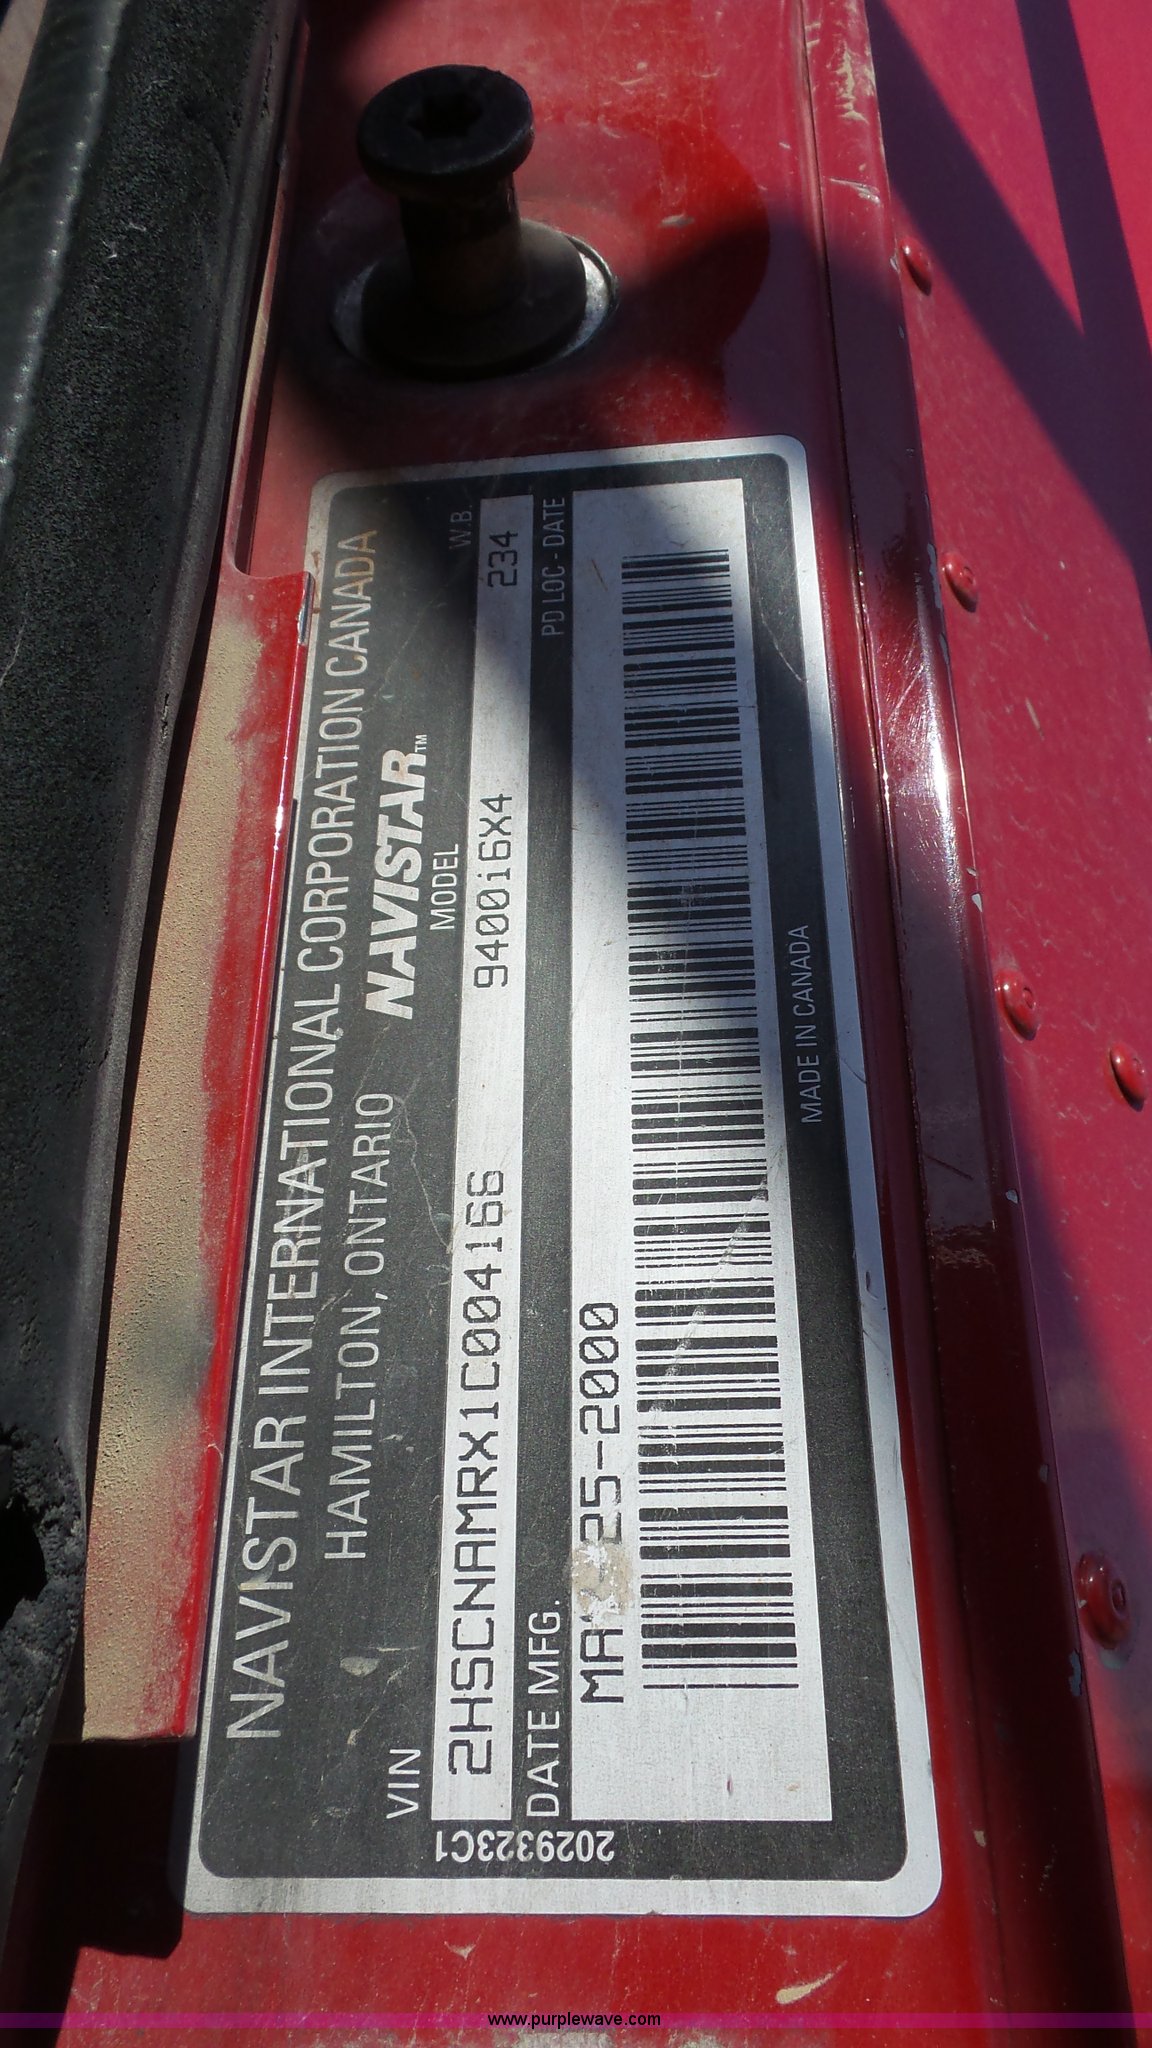 NAVISTAR INTERNATIONAL CORPORATION CANADA
HAMILTON, ONTARIO
NAVISTAR™
VIN
MODEL
W.B.
2HSCNAMRX1C004166
9400i6X4
234
DATE MFG.
PD LOC - DATE
25-2000
MADE IN CANADA
2029323C1
www.purplewave.com